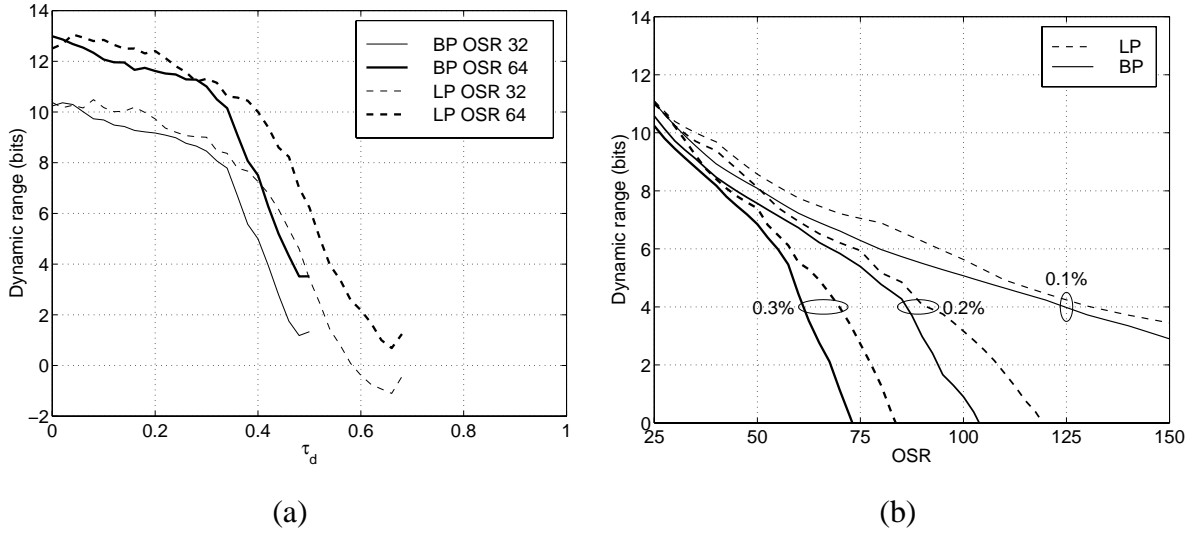 14
12
10
8
6
4
2
0
−2
Dynamic range (bits)
0
0.2
0.4
0.6
0.8
1
τd
BP OSR 32
BP OSR 64
LP OSR 32
LP OSR 64
(a)
14
12
10
8
6
4
2
0
Dynamic range (bits)
25
50
75
100
125
150
OSR
LP
BP
0.1%
0.3%
0.2%
(b)